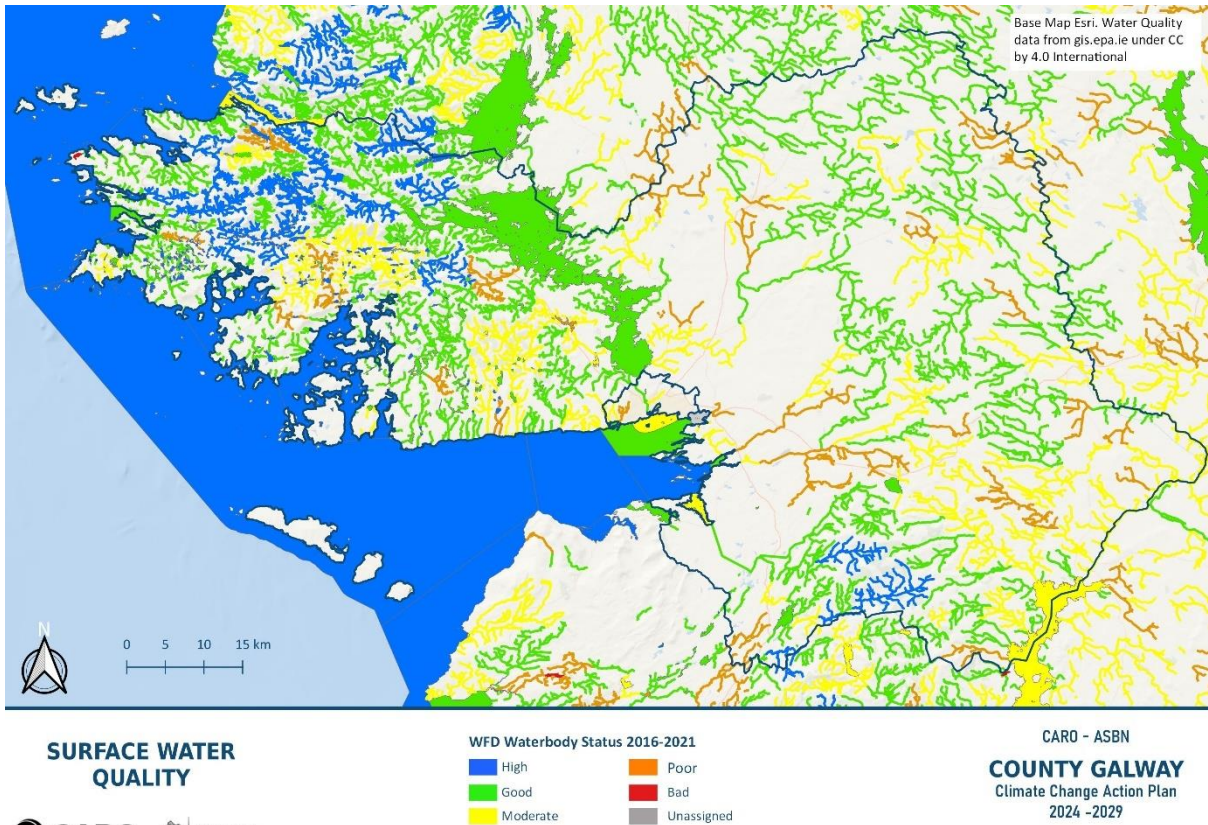 Base Map Esri. Water Quality
data from gis.epa.ie under CC
by 4.0 International
N
0 5 10 15 km
SURFACE WATER
QUALITY
WFD Waterbody Status 2016-2021
High
Good
Moderate
Poor
Bad
Unassigned
CARO - ASBN
COUNTY GALWAY
Climate Change Action Plan
2024 -2029